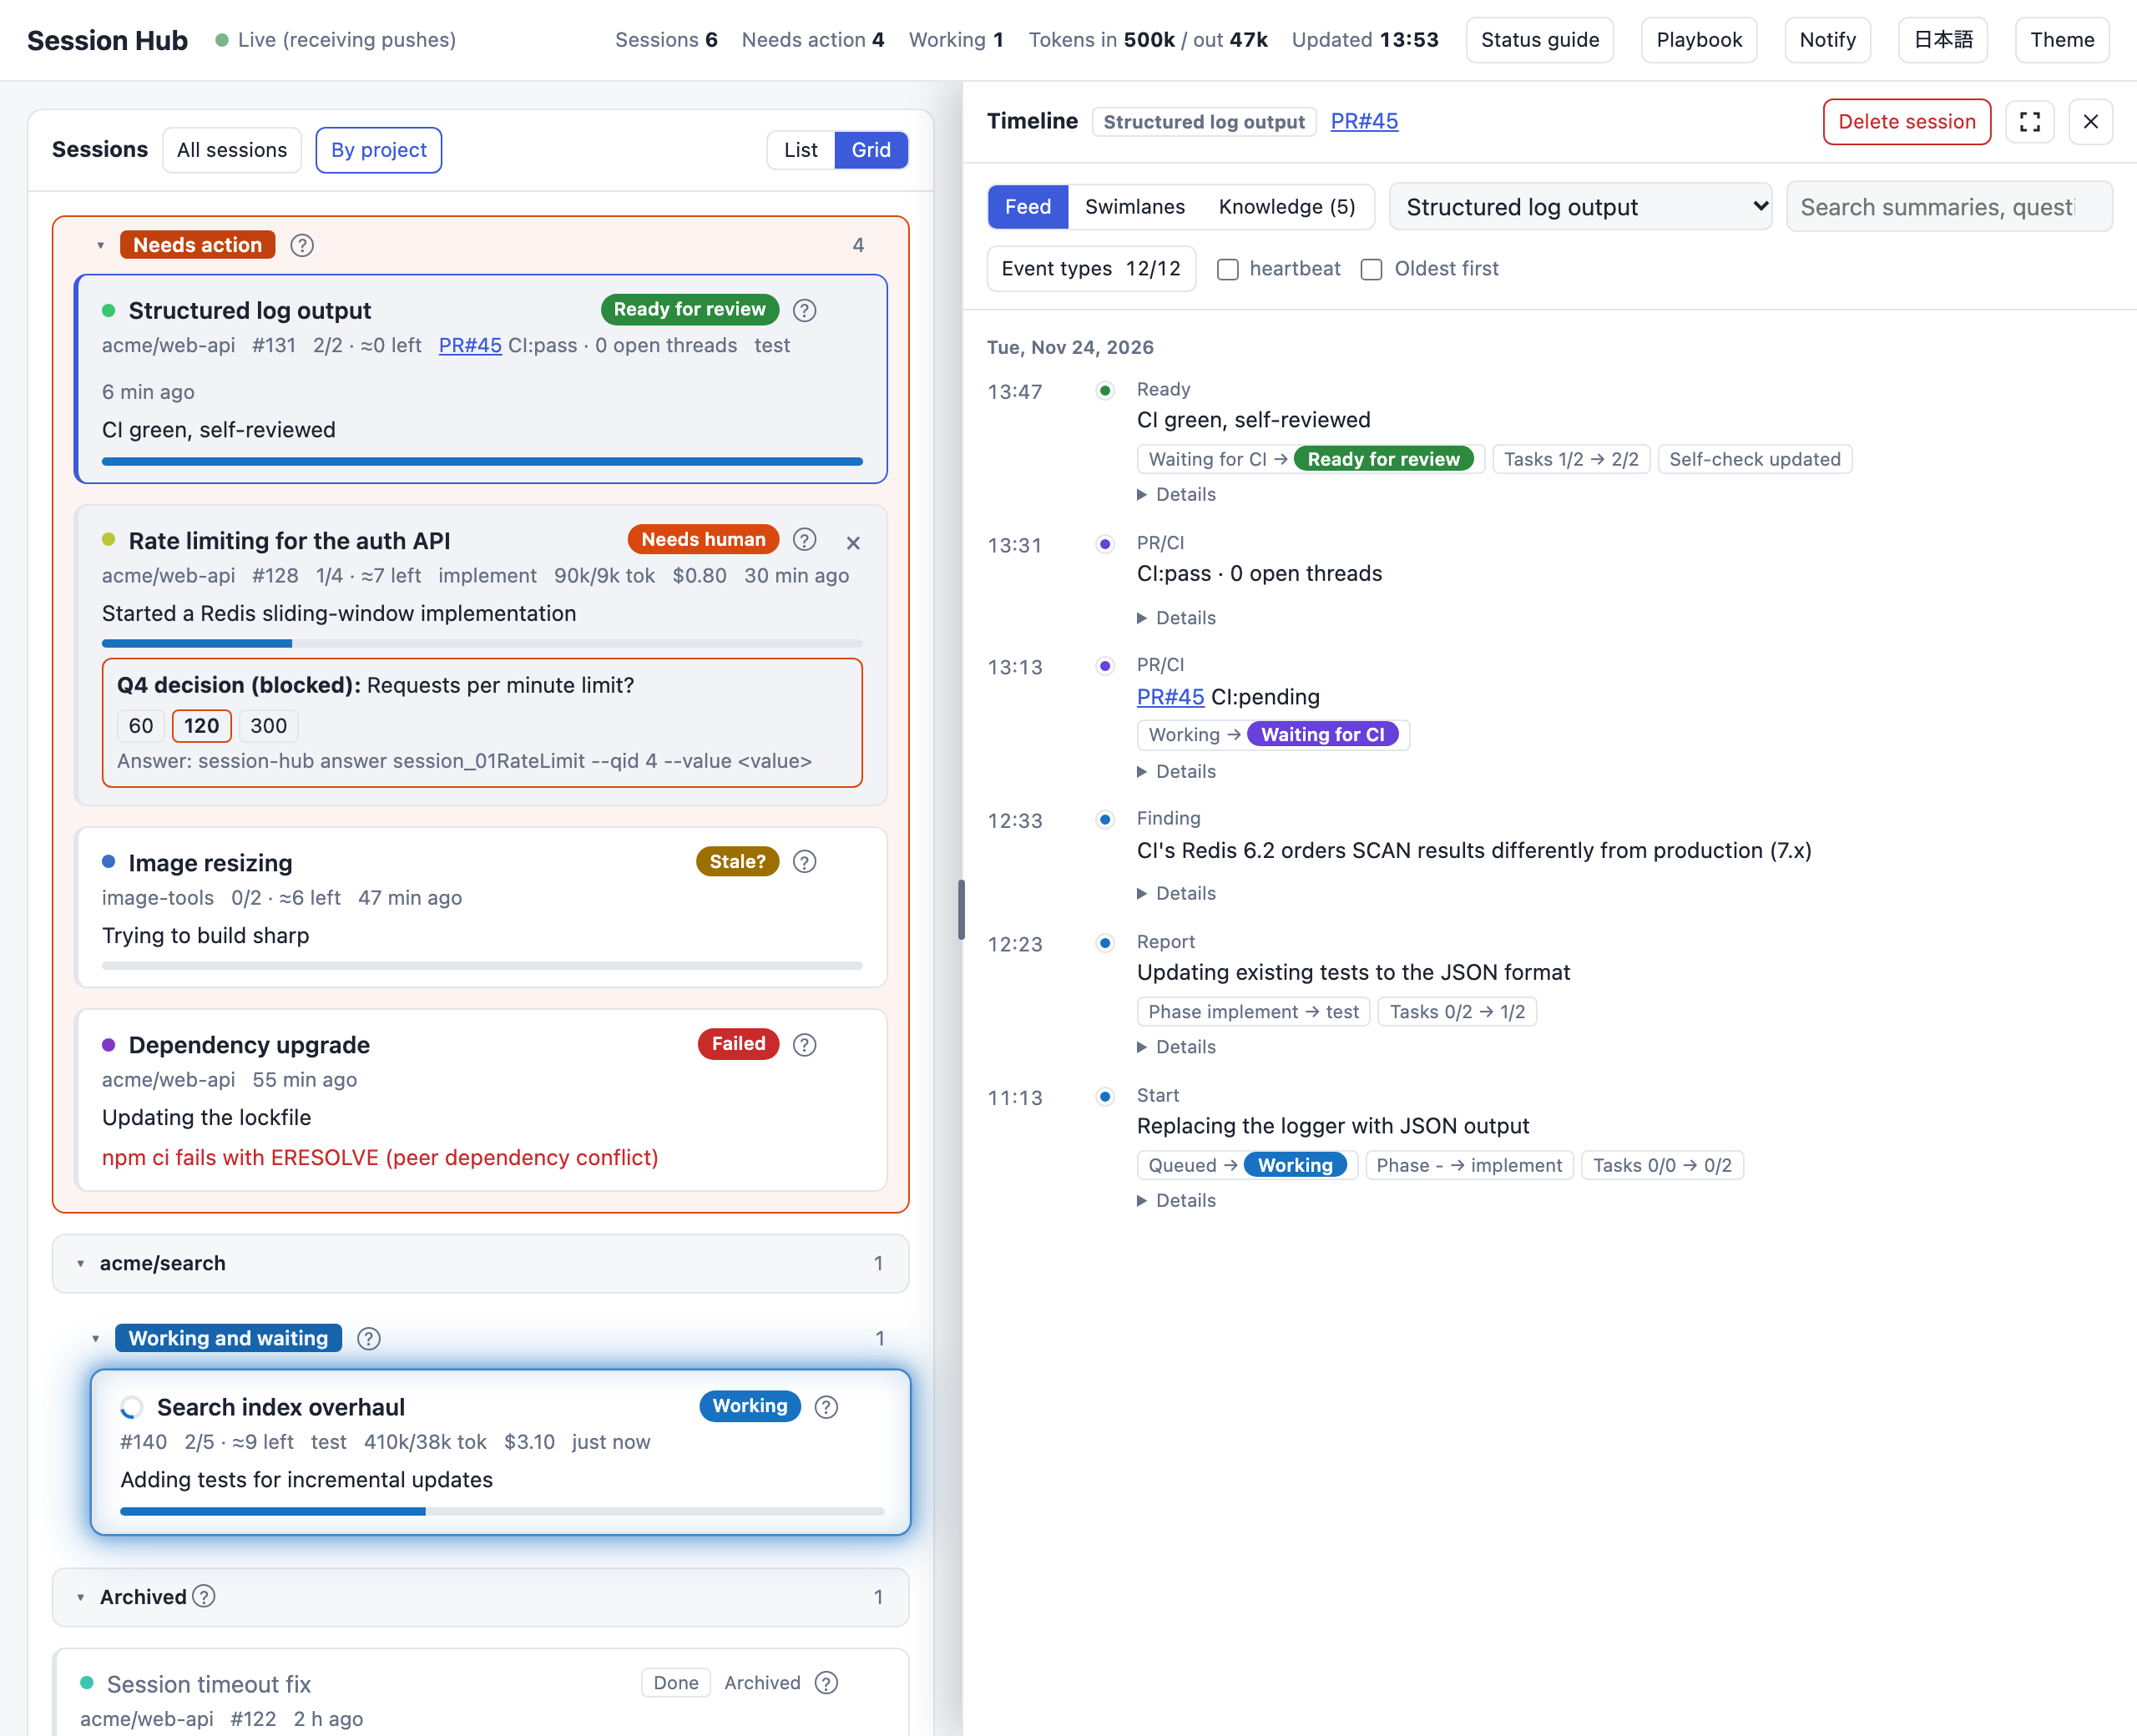 Session Hub
Live (receiving pushes)
Sessions 6 Needs action 4 Working 1 Tokens in 500k / out 47k Updated 13:53
Status guide
Playbook
Notify
日本語
Theme
Sessions
All sessions
By project
List
Grid
Needs action ? 4
Structured log output Ready for review ?
acme/web-api #131 2/2 · ≈0 left PR#45 CI:pass · 0 open threads test
6 min ago
CI green, self-reviewed
Rate limiting for the auth API Needs human ? ×
acme/web-api #128 1/4 · ≈7 left implement 90k/9k tok $0.80 30 min ago
Started a Redis sliding-window implementation
Q4 decision (blocked): Requests per minute limit?
60 120 300
Answer: session-hub answer session_01RateLimit --qid 4 --value <value>
Image resizing Stale? ?
image-tools 0/2 · ≈6 left 47 min ago
Trying to build sharp
Dependency upgrade Failed ?
acme/web-api 55 min ago
Updating the lockfile
npm ci fails with ERESOLVE (peer dependency conflict)
acme/search 1
Working and waiting ? 1
Search index overhaul Working ?
#140 2/5 · ≈9 left test 410k/38k tok $3.10 just now
Adding tests for incremental updates
Archived ? 1
Session timeout fix Done Archived ?
acme/web-api #122 2 h ago
Timeline Structured log output PR#45
Delete session
Feed Swimlanes Knowledge (5)
Structured log output
Search summaries, questi
Event types 12/12 heartbeat Oldest first
Tue, Nov 24, 2026
13:47 Ready
CI green, self-reviewed
Waiting for CI → Ready for review Tasks 1/2 → 2/2 Self-check updated
Details
13:31 PR/CI
CI:pass · 0 open threads
Details
13:13 PR/CI
PR#45 CI:pending
Working → Waiting for CI
Details
12:33 Finding
CI's Redis 6.2 orders SCAN results differently from production (7.x)
Details
12:23 Report
Updating existing tests to the JSON format
Phase implement → test Tasks 0/2 → 1/2
Details
11:13 Start
Replacing the logger with JSON output
Queued → Working Phase - → implement Tasks 0/0 → 0/2
Details